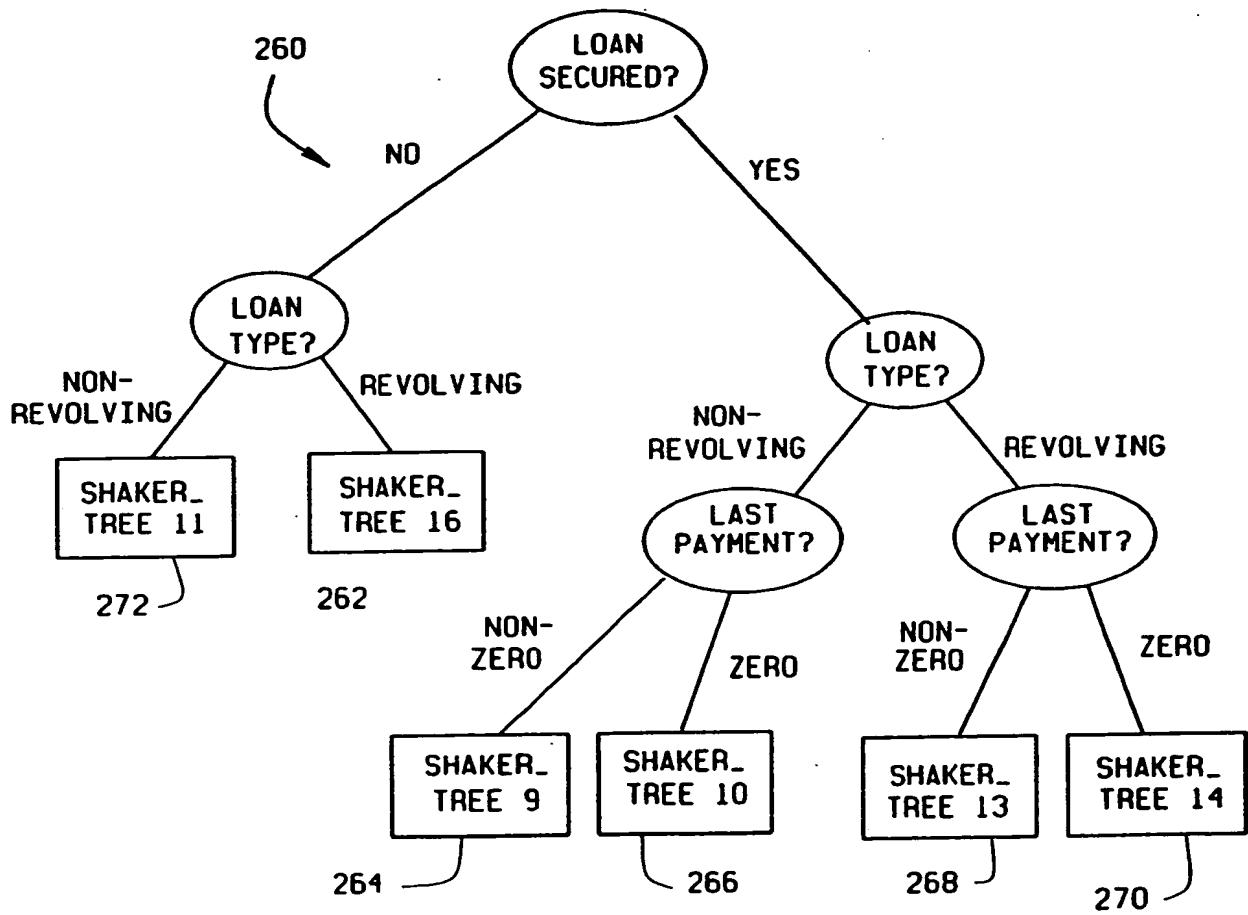 260
LOAN
SECURED?
NO
YES
LOAN
TYPE?
LOAN
TYPE?
NON-
REVOLVING
REVOLVING
NON-
REVOLVING
REVOLVING
SHAKER_
TREE 11
SHAKER_
TREE 16
LAST
PAYMENT?
LAST
PAYMENT?
272
262
NON-
ZERO
ZERO
NON-
ZERO
ZERO
SHAKER_
TREE 9
SHAKER_
TREE 10
SHAKER_
TREE 13
SHAKER_
TREE 14
264
266
268
270